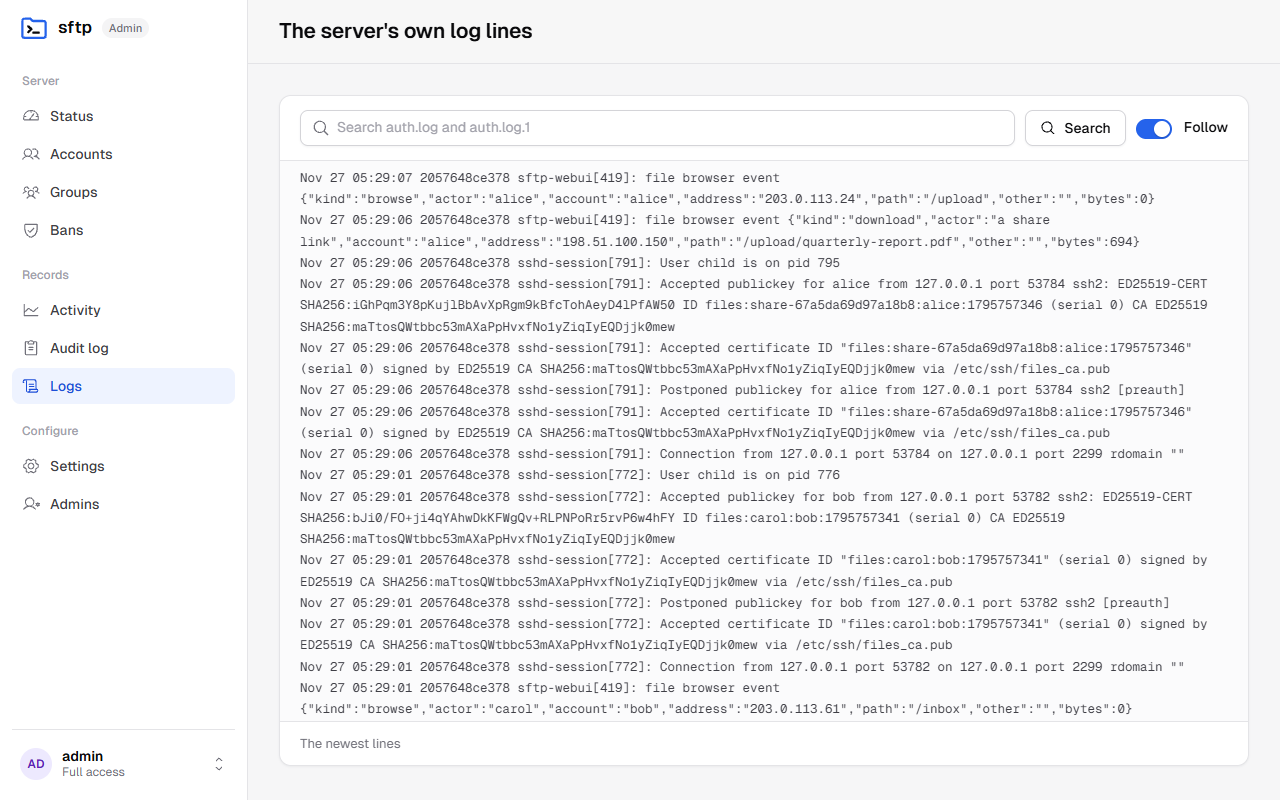 sftp Admin
Server
Status
Accounts
Groups
Bans
Records
Activity
Audit log
Logs
Configure
Settings
Admins
AD
admin
Full access
The server's own log lines
Search auth.log and auth.log.1
Search
Follow
Nov 27 05:29:07 2057648ce378 sftp-webui[419]: file browser event
{"kind":"browse","actor":"alice","account":"alice","address":"203.0.113.24","path":"/upload","other":"","bytes":0}
Nov 27 05:29:06 2057648ce378 sftp-webui[419]: file browser event {"kind":"download","actor":"a share
link","account":"alice","address":"198.51.100.150","path":"/upload/quarterly-report.pdf","other":"","bytes":694}
Nov 27 05:29:06 2057648ce378 sshd-session[791]: User child is on pid 795
Nov 27 05:29:06 2057648ce378 sshd-session[791]: Accepted publickey for alice from 127.0.0.1 port 53784 ssh2: ED25519-CERT
SHA256:iGhPqm3Y8pKujlBbAvXpRgm9kBfcTohAeyD4lPfAW50 ID files:share-67a5da69d97a18b8:alice:1795757346 (serial 0) CA ED25519
SHA256:maTtosQWtbbc53mAXaPpHvxfNo1yZiqIyEQDjjk0mew
Nov 27 05:29:06 2057648ce378 sshd-session[791]: Accepted certificate ID "files:share-67a5da69d97a18b8:alice:1795757346"
(serial 0) signed by ED25519 CA SHA256:maTtosQWtbbc53mAXaPpHvxfNo1yZiqIyEQDjjk0mew via /etc/ssh/files_ca.pub
Nov 27 05:29:06 2057648ce378 sshd-session[791]: Postponed publickey for alice from 127.0.0.1 port 53784 ssh2 [preauth]
Nov 27 05:29:06 2057648ce378 sshd-session[791]: Accepted certificate ID "files:share-67a5da69d97a18b8:alice:1795757346"
(serial 0) signed by ED25519 CA SHA256:maTtosQWtbbc53mAXaPpHvxfNo1yZiqIyEQDjjk0mew via /etc/ssh/files_ca.pub
Nov 27 05:29:06 2057648ce378 sshd-session[791]: Connection from 127.0.0.1 port 53784 on 127.0.0.1 port 2299 rdomain ""
Nov 27 05:29:01 2057648ce378 sshd-session[772]: User child is on pid 776
Nov 27 05:29:01 2057648ce378 sshd-session[772]: Accepted publickey for bob from 127.0.0.1 port 53782 ssh2: ED25519-CERT
SHA256:bJi0/FO+ji4qYAhwDkKFWgQv+RLPNPoRr5rvP6w4hFY ID files:carol:bob:1795757341 (serial 0) CA ED25519
SHA256:maTtosQWtbbc53mAXaPpHvxfNo1yZiqIyEQDjjk0mew
Nov 27 05:29:01 2057648ce378 sshd-session[772]: Accepted certificate ID "files:carol:bob:1795757341" (serial 0) signed by
ED25519 CA SHA256:maTtosQWtbbc53mAXaPpHvxfNo1yZiqIyEQDjjk0mew via /etc/ssh/files_ca.pub
Nov 27 05:29:01 2057648ce378 sshd-session[772]: Postponed publickey for bob from 127.0.0.1 port 53782 ssh2 [preauth]
Nov 27 05:29:01 2057648ce378 sshd-session[772]: Accepted certificate ID "files:carol:bob:1795757341" (serial 0) signed by
ED25519 CA SHA256:maTtosQWtbbc53mAXaPpHvxfNo1yZiqIyEQDjjk0mew via /etc/ssh/files_ca.pub
Nov 27 05:29:01 2057648ce378 sshd-session[772]: Connection from 127.0.0.1 port 53782 on 127.0.0.1 port 2299 rdomain ""
Nov 27 05:29:01 2057648ce378 sftp-webui[419]: file browser event
{"kind":"browse","actor":"carol","account":"bob","address":"203.0.113.61","path":"/inbox","other":"","bytes":0}
The newest lines